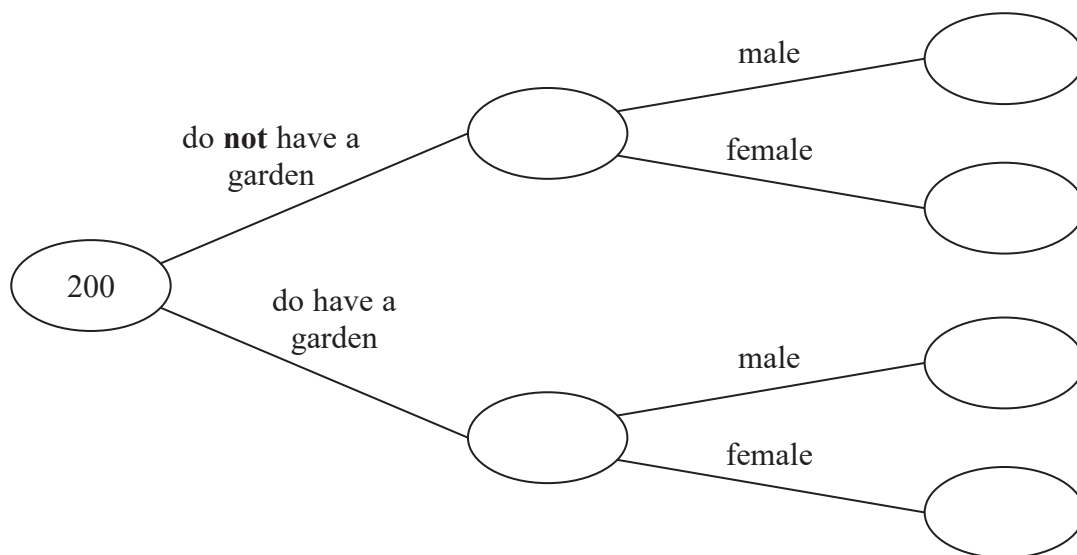 male
do not have a
garden
female
200
do have a
garden
male
female